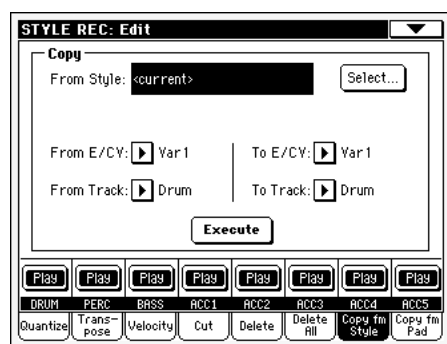 STYLE REC: Edit
Copy
From Style: <current> Select...
From E/CV: Var1 To E/CV: Var1
From Track: Drum To Track: Drum
Execute
Play Play Play Play Play Play Play Play
DRUM PERC BASS ACC1 ACC2 ACC3 ACC4 ACC5
Quantize Trans- Velocity Cut Delete Delete Copy fm Copy fm
pose All Style Pad